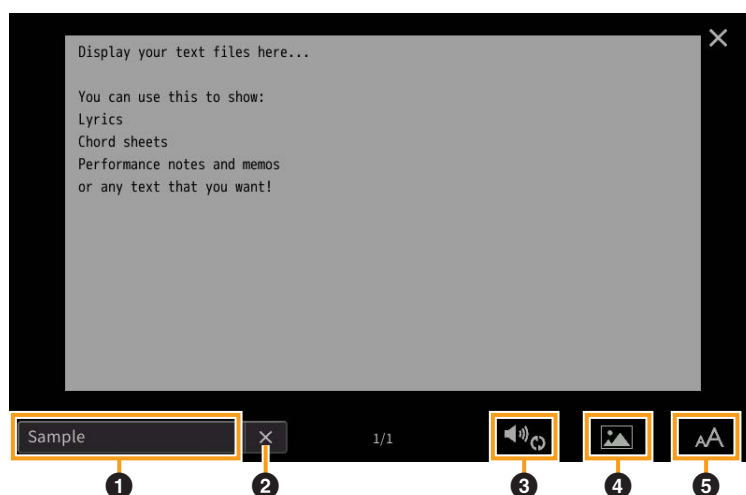 Display your text files here...
You can use this to show:
Lyrics
Chord sheets
Performance notes and memos
or any text that you want!
Sample
1/1
AA
1
2
3
4
5